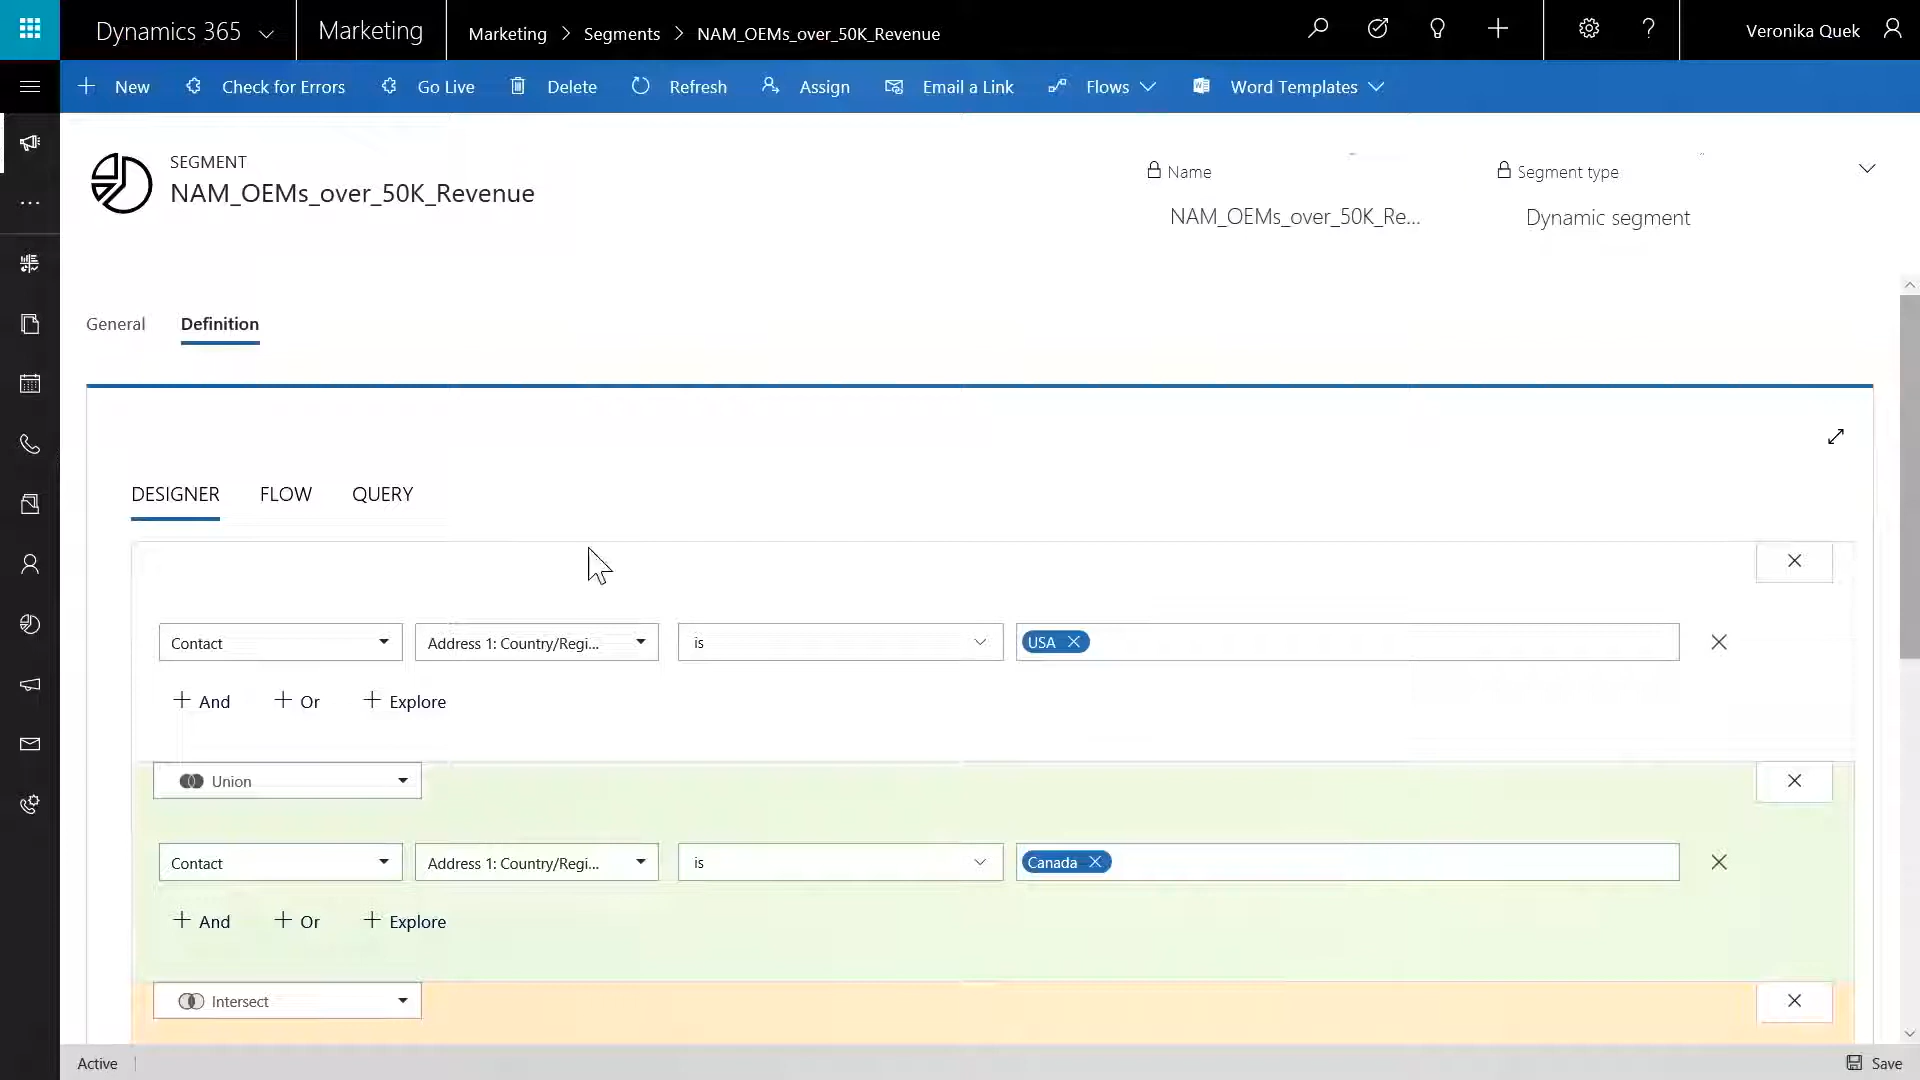 Dynamics 365
Marketing
Marketing > Segments > NAM_OEMs_over_50K_Revenue
Veronika Quek
New
Check for Errors
Go Live
Delete
Refresh
Assign
Email a Link
Flows
Word Templates
SEGMENT
NAM_OEMs_over_50K_Revenue
Name
NAM_OEMs_over_50K_Re...
Segment type
Dynamic segment
General
Definition
DESIGNER
FLOW
QUERY
Contact
Address 1: Country/Regi...
is
USA
+ And
+ Or
+ Explore
Union
Contact
Address 1: Country/Regi...
is
Canada
+ And
+ Or
+ Explore
Intersect
Active
Save